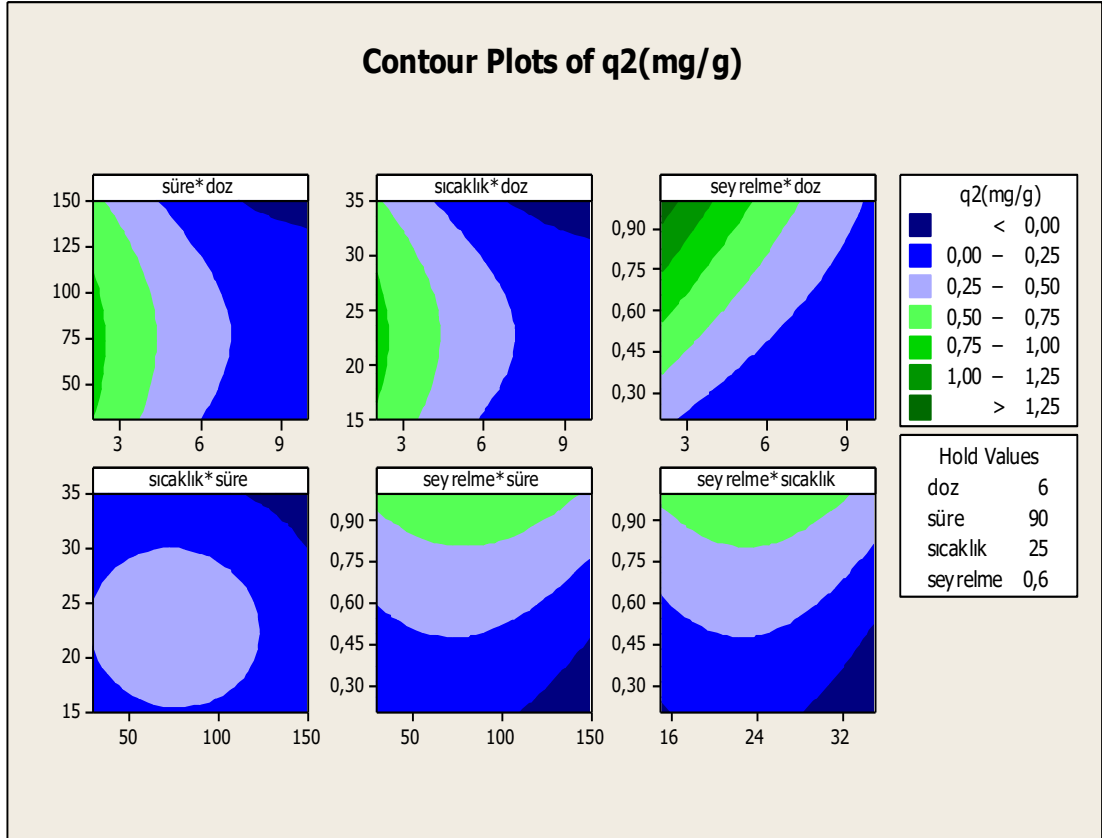 Contour Plots of q2(mg/g)
süre*doz
150
125
100
75
50
3 6 9
sıcaklık*doz
35
30
25
20
15
3 6 9
seyrelme*doz
0,90
0,75
0,60
0,45
0,30
3 6 9
q2(mg/g)
< 0,00
0,00 – 0,25
0,25 – 0,50
0,50 – 0,75
0,75 – 1,00
1,00 – 1,25
> 1,25
sıcaklık*süre
35
30
25
20
15
50 100 150
seyrelme*süre
0,90
0,75
0,60
0,45
0,30
50 100 150
seyrelme*sıcaklık
0,90
0,75
0,60
0,45
0,30
16 24 32
Hold Values
doz 6
süre 90
sıcaklık 25
seyrelme 0,6